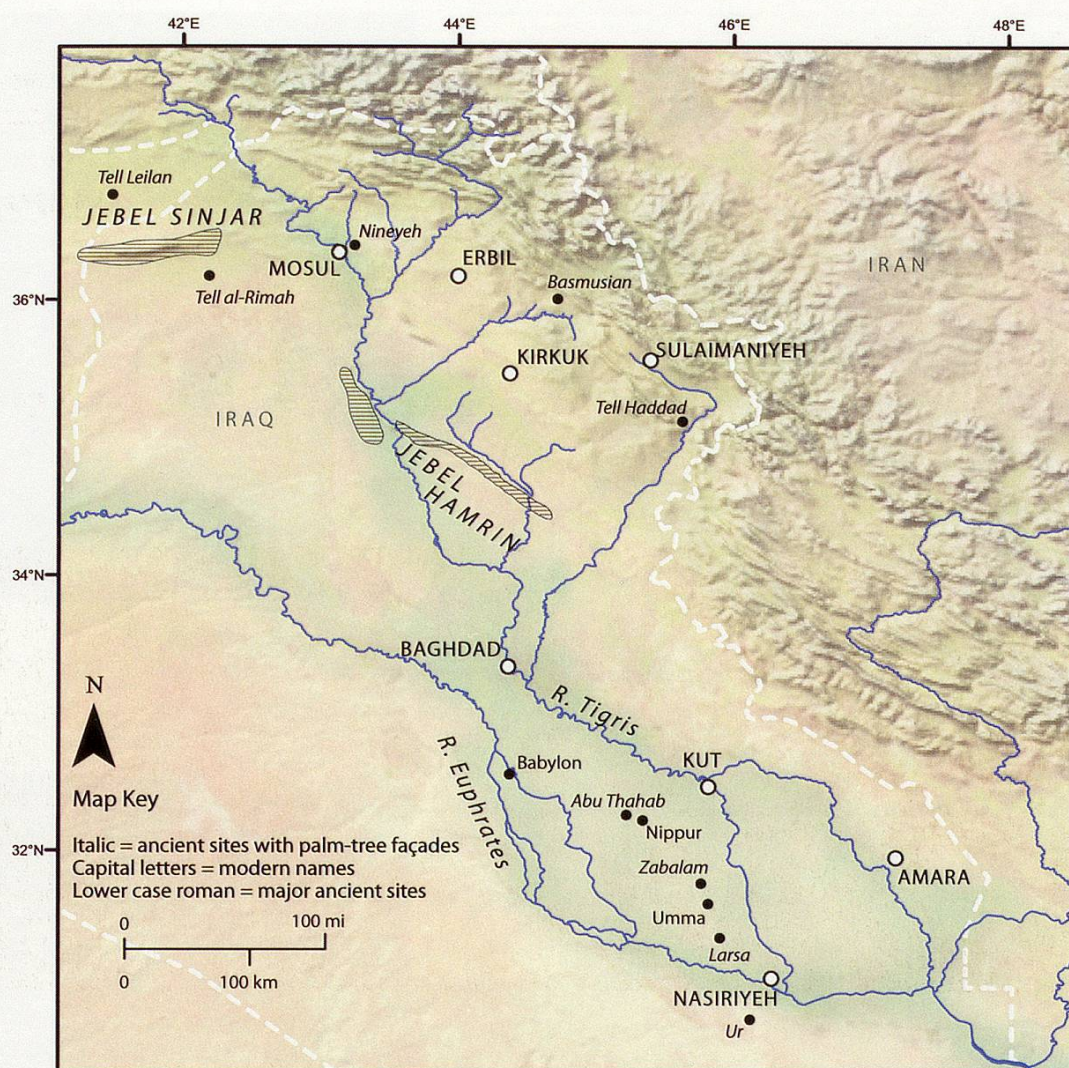 42°E
44°E
46°E
48°E
Tell Leilan
JEBEL SINJAR
Nineyeh
MOSUL
ERBIL
IRAN
Tell al-Rimah
Basmusian
36°N
SULAIMANIYEH
KIRKUK
Tell Haddad
IRAQ
JEBEL
HAMRIN
34°N
BAGHDAD
N
R. Tigris
R. Euphrates
KUT
Babylon
Map Key
Abu Thahab
Nippur
Italic = ancient sites with palm-tree façades
32°N
Capital letters = modern names
Zabalam
AMARA
Lower case roman = major ancient sites
Umma
0 100 mi
Larsa
0 100 km
NASIRIYEH
Ur